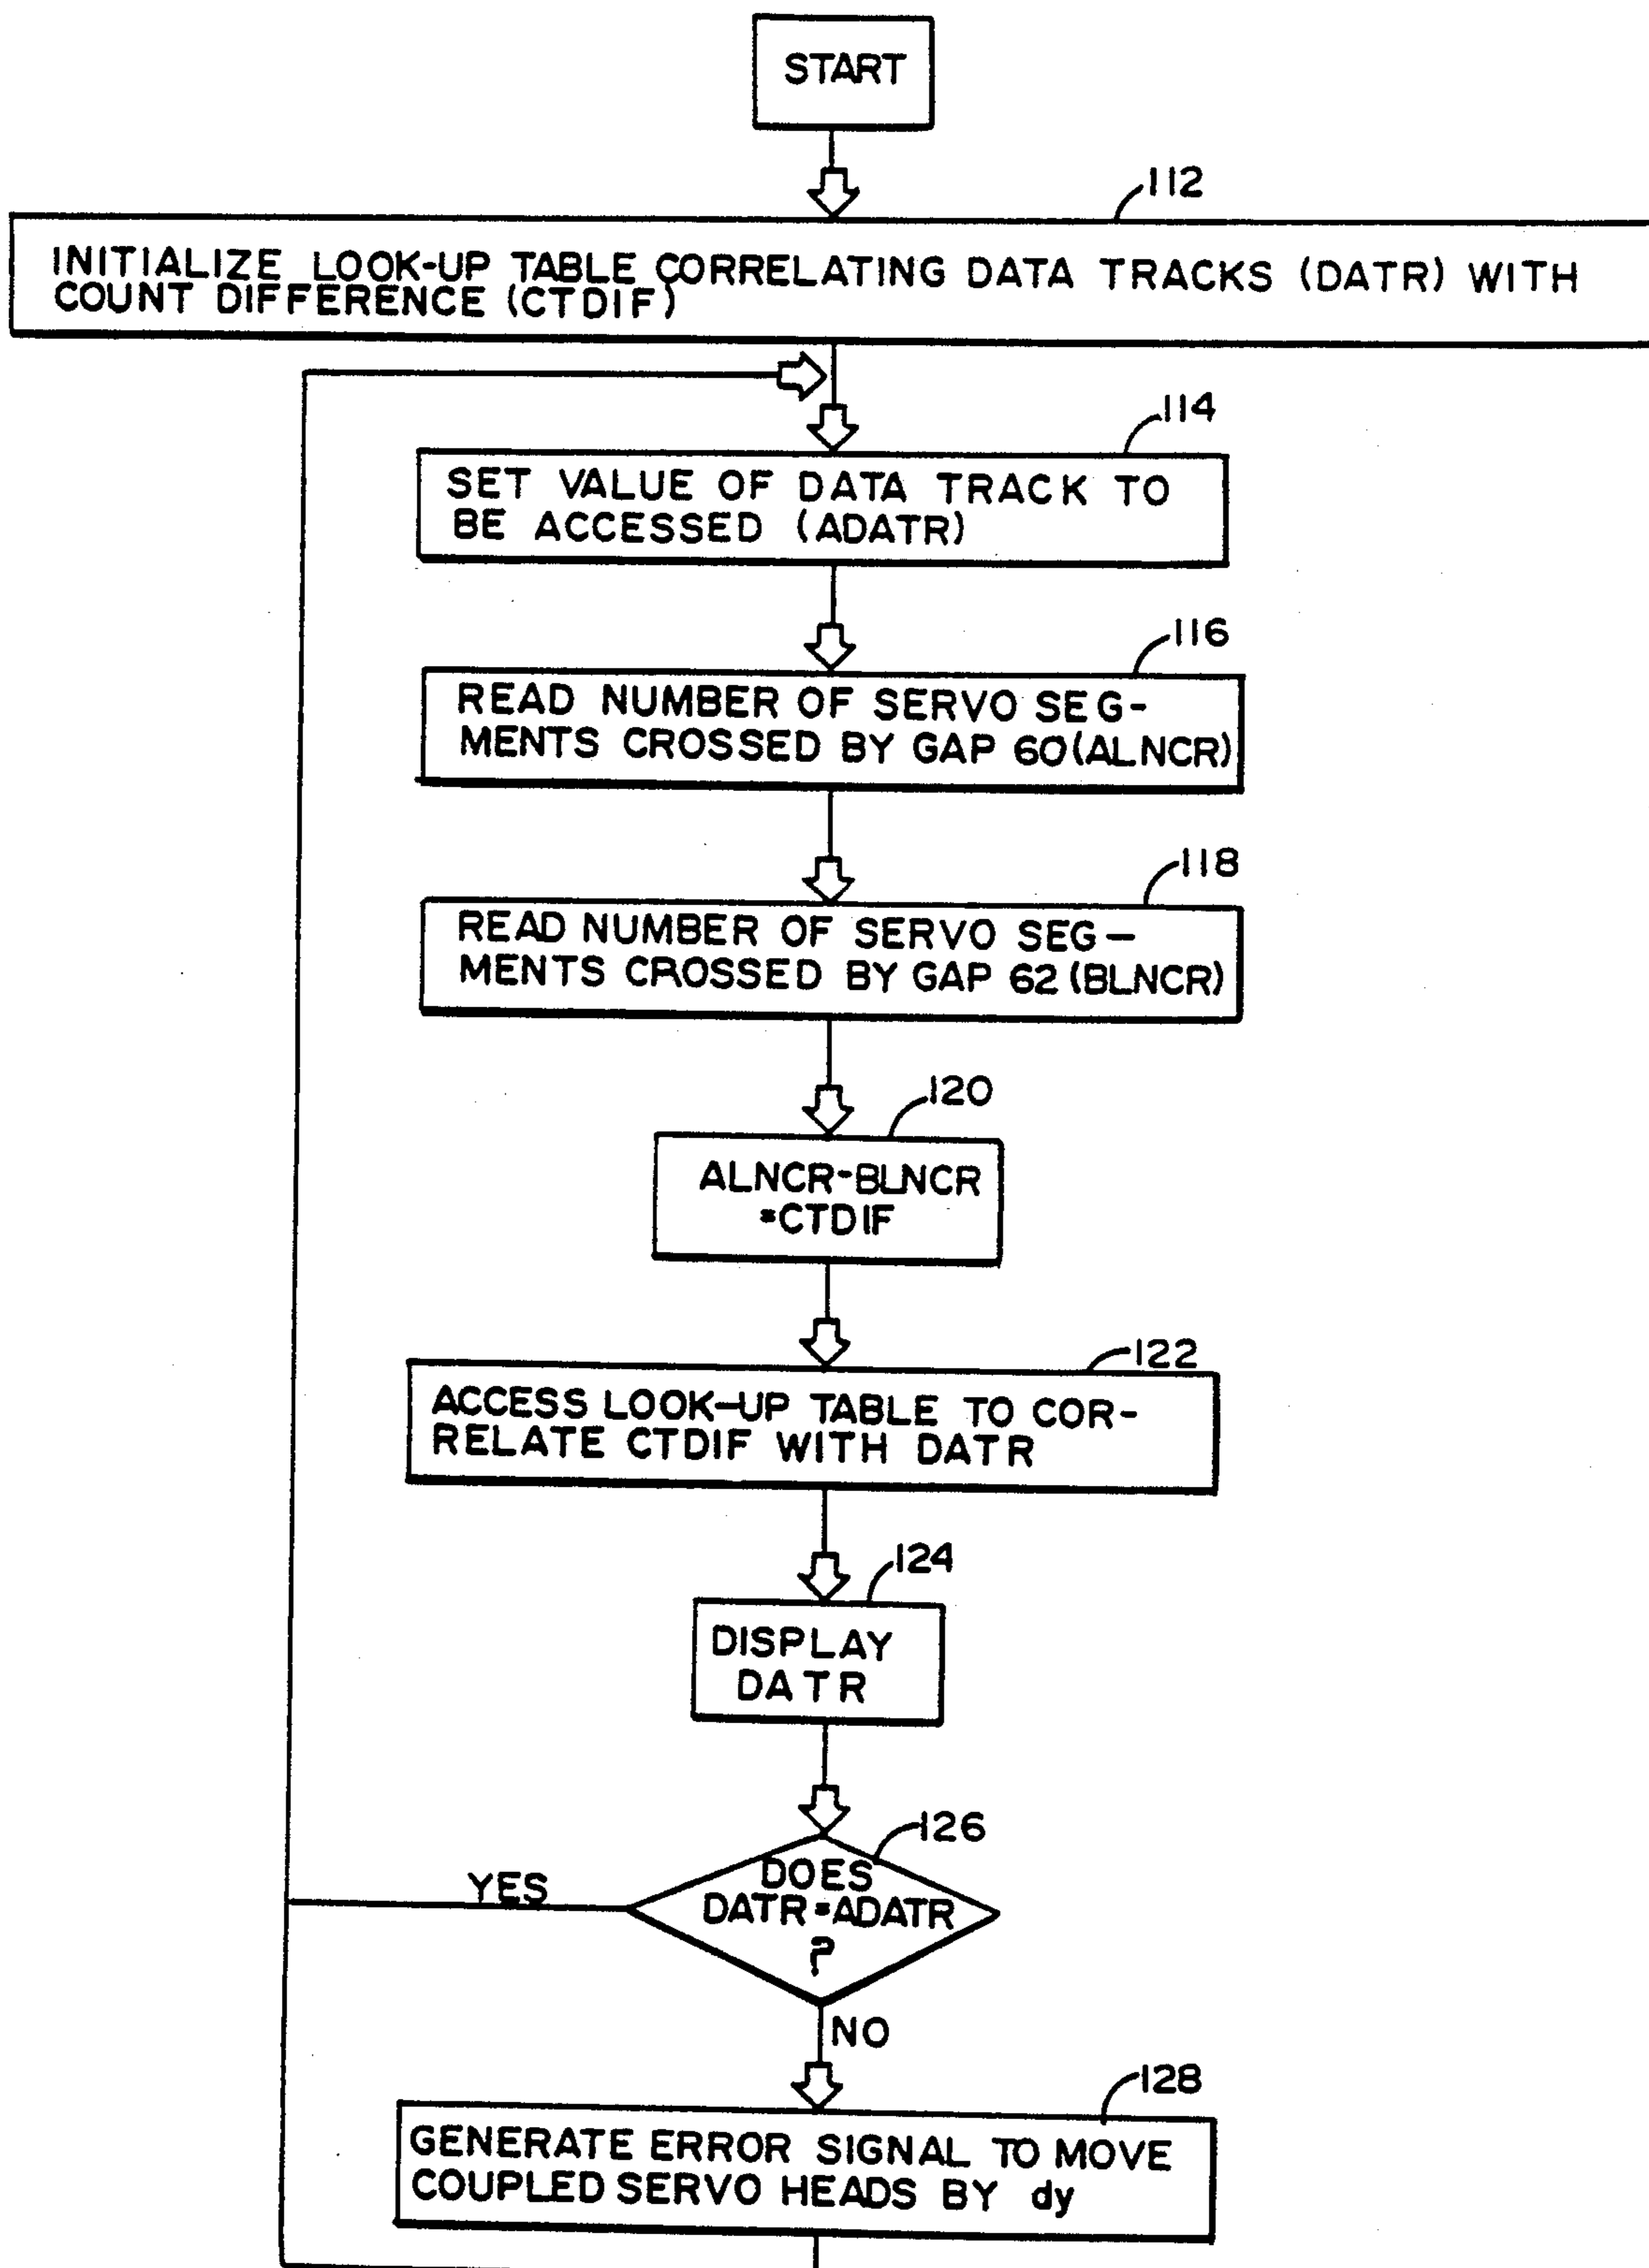 START
112
INITIALIZE LOOK-UP TABLE CORRELATING DATA TRACKS (DATR) WITH
COUNT DIFFERENCE (CTDIF)
114
SET VALUE OF DATA TRACK TO
BE ACCESSED (ADATR)
116
READ NUMBER OF SERVO SEG-
MENTS CROSSED BY GAP 60 (ALNCR)
118
READ NUMBER OF SERVO SEG-
MENTS CROSSED BY GAP 62 (BLNCR)
120
ALNCR-BLNCR
=CTDIF
122
ACCESS LOOK-UP TABLE TO COR-
RELATE CTDIF WITH DATR
124
DISPLAY
DATR
126
DOES
DATR=ADATR
?
YES
NO
128
GENERATE ERROR SIGNAL TO MOVE
COUPLED SERVO HEADS BY dy